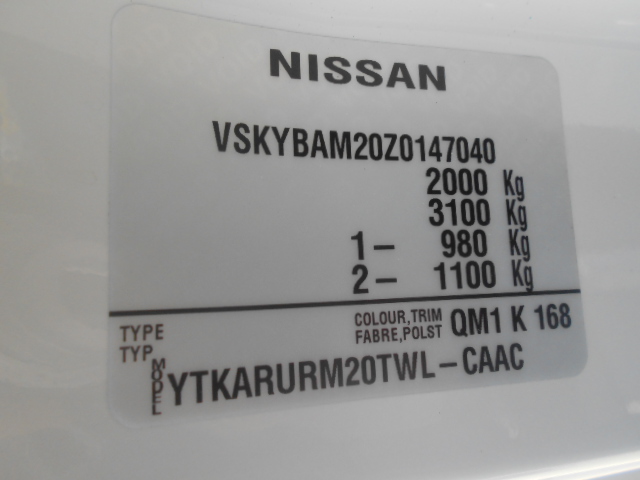 NISSAN
VSKYBAM20Z0147040
2000 Kg
3100 Kg
1- 980 Kg
2- 1100 Kg
TYPE COLOUR,TRIM QM1 K 168
TYP FABRE,POLST
MODEL YTKARURM20TWL-CAAC